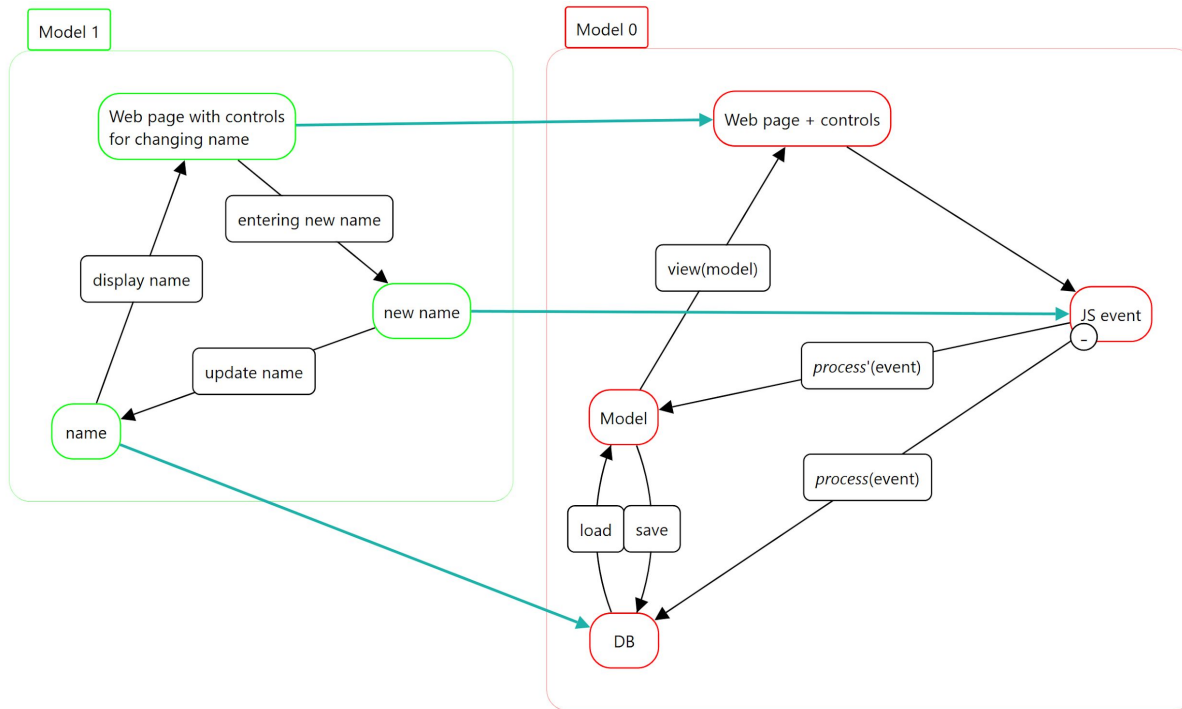 Model 1
Web page with controls
for changing name
entering new name
display name
new name
update name
name
Model 0
Web page + controls
view(model)
JS event
–
process'(event)
Model
process(event)
load
save
DB